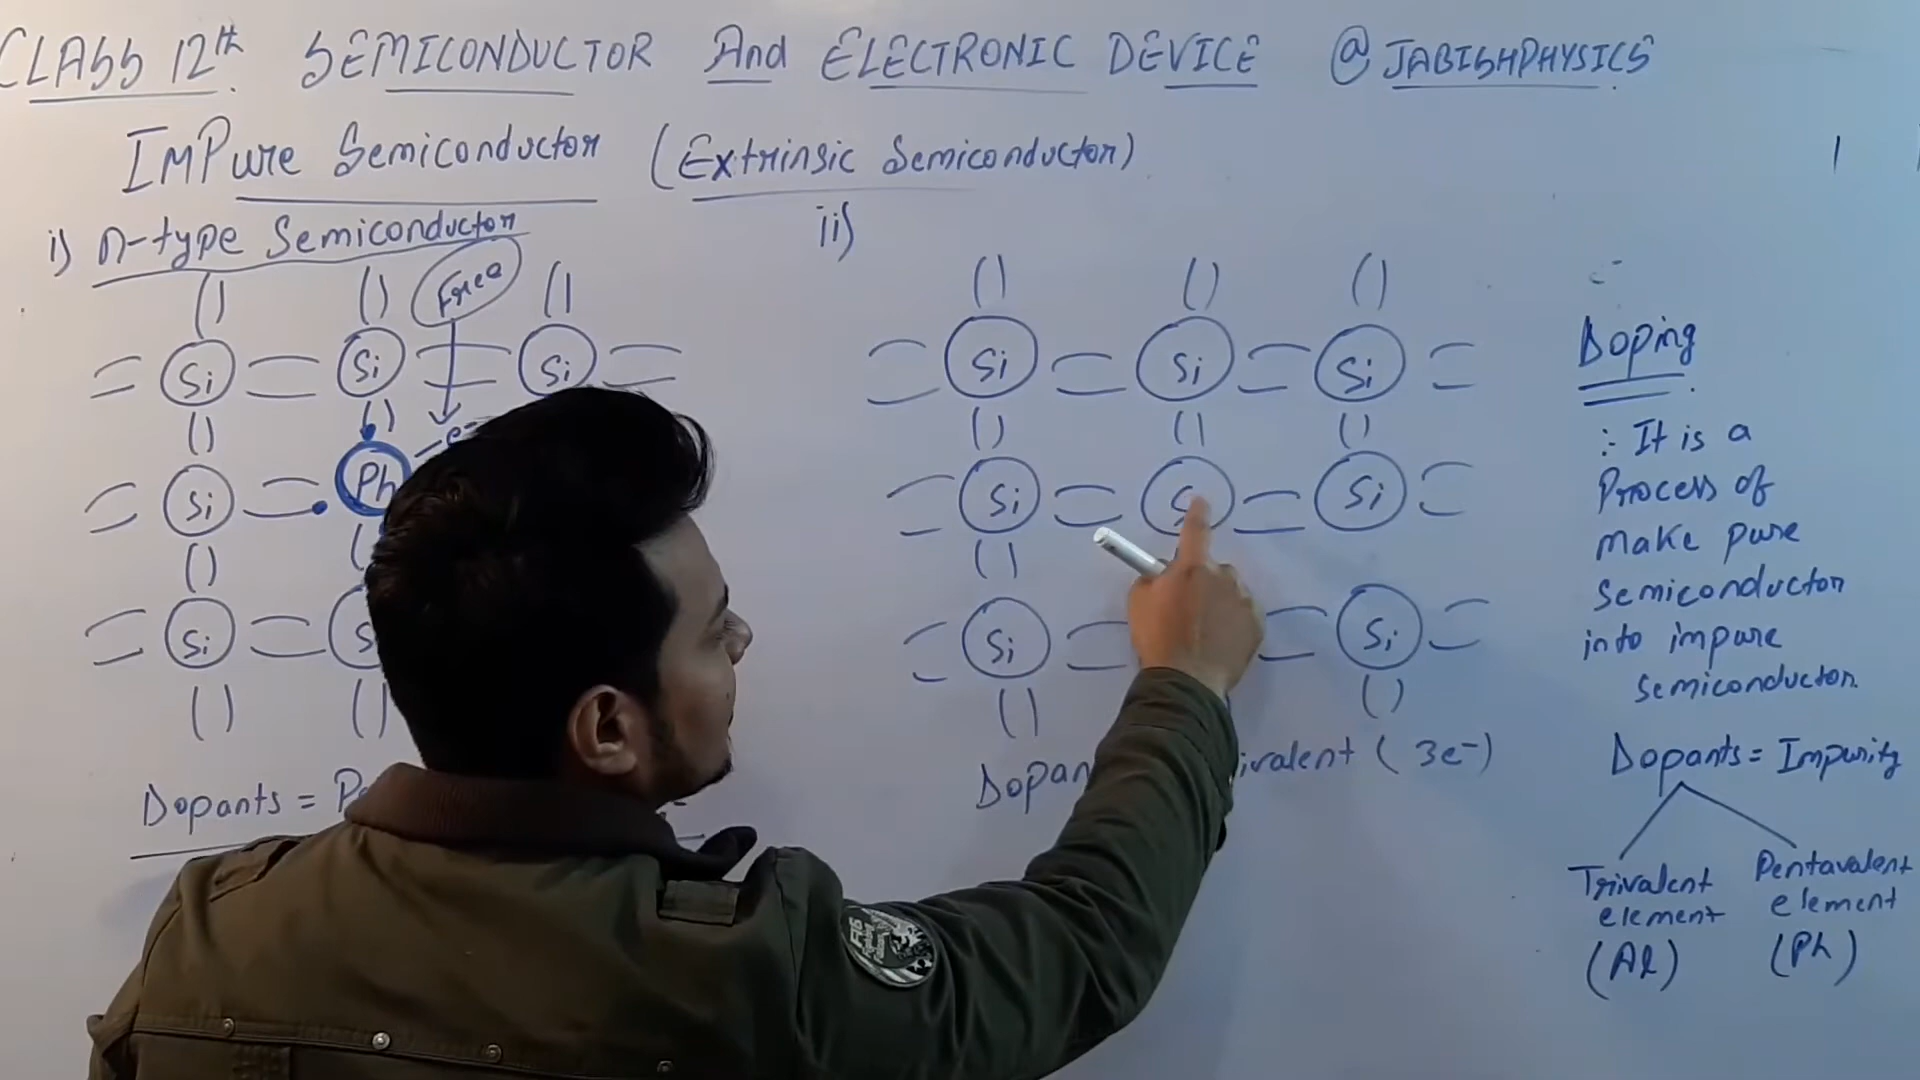 CLASS 12th SEMICONDUCTOR And ELECTRONIC DEVICE @JABISHPHYSICS
ImPure Semiconductor (Extrinsic Semiconductor)
i) n-type Semiconductor
ii)
Free
Si Si Si
Si Ph e-
Si
Dopants =
Si Si Si
Si Si
Si Si
(3e-)
Doping
: It is a
Process of
make pure
semiconductor
into impure
semiconductor.
Dopants = Impurity
Trivalent
element
(Al)
Pentavalent
element
(Ph)